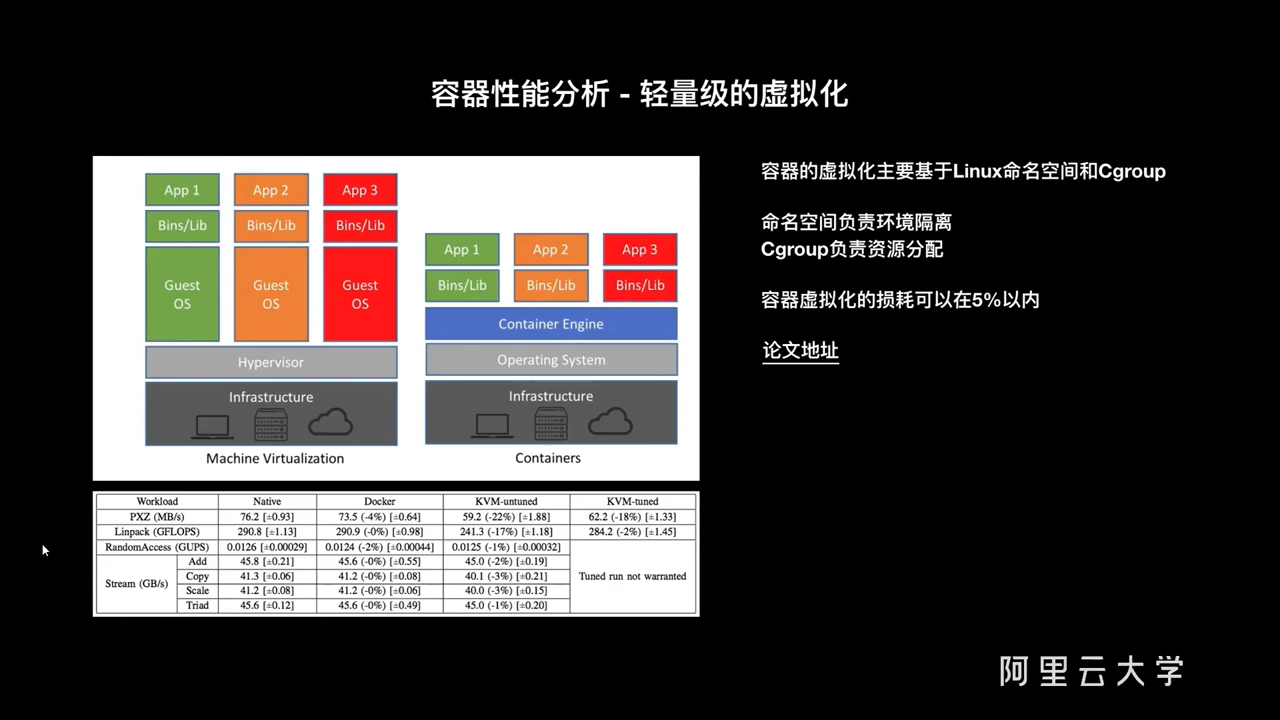 容器性能分析 - 轻量级的虚拟化
App 1 App 2 App 3
Bins/Lib Bins/Lib Bins/Lib
Guest OS Guest OS Guest OS
Hypervisor
Infrastructure
Machine Virtualization
App 1 App 2 App 3
Bins/Lib Bins/Lib Bins/Lib
Container Engine
Operating System
Infrastructure
Containers
Workload Native Docker KVM-untuned KVM-tuned
PXZ (MB/s) 76.2 [±0.93] 73.5 (-4%) [±0.64] 59.2 (-22%) [±1.88] 62.2 (-18%) [±1.33]
Linpack (GFLOPS) 290.8 [±1.13] 290.9 (-0%) [±0.98] 241.3 (-17%) [±1.18] 284.2 (-2%) [±1.45]
RandomAccess (GUPS) 0.0126 [±0.00029] 0.0124 (-2%) [±0.00044] 0.0125 (-1%) [±0.00032]
Stream (GB/s) Add 45.8 [±0.21] 45.6 (-0%) [±0.55] 45.0 (-2%) [±0.19] Tuned run not warranted
Copy 41.3 [±0.06] 41.2 (-0%) [±0.08] 40.1 (-3%) [±0.21]
Scale 41.2 [±0.08] 41.2 (-0%) [±0.06] 40.0 (-3%) [±0.15]
Triad 45.6 [±0.12] 45.6 (-0%) [±0.49] 45.0 (-1%) [±0.20]
容器的虚拟化主要基于Linux命名空间和Cgroup
命名空间负责环境隔离
Cgroup负责资源分配
容器虚拟化的损耗可以在5%以内
论文地址
阿里云大学